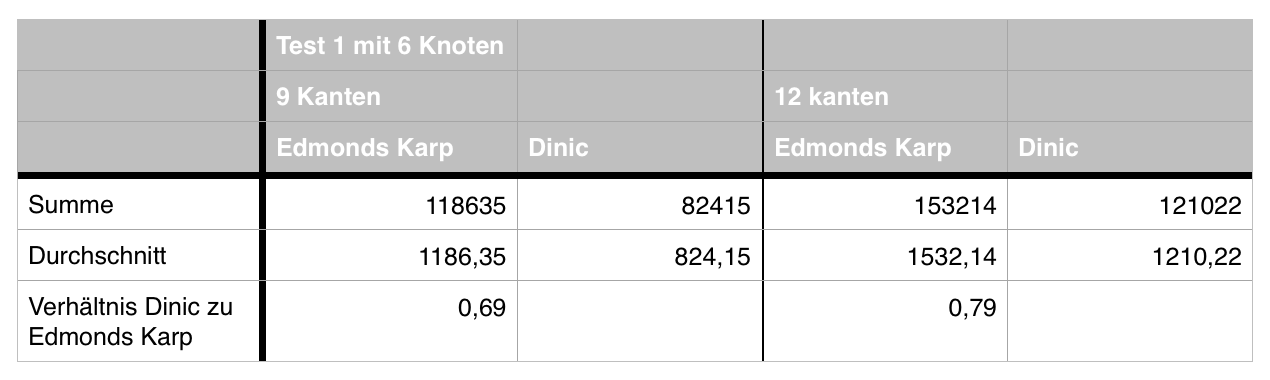 Test 1 mit 6 Knoten
9 Kanten 12 kanten
Edmonds Karp Dinic Edmonds Karp Dinic
Summe 118635 82415 153214 121022
Durchschnitt 1186,35 824,15 1532,14 1210,22
Verhältnis Dinic zu 0,69 0,79
Edmonds Karp